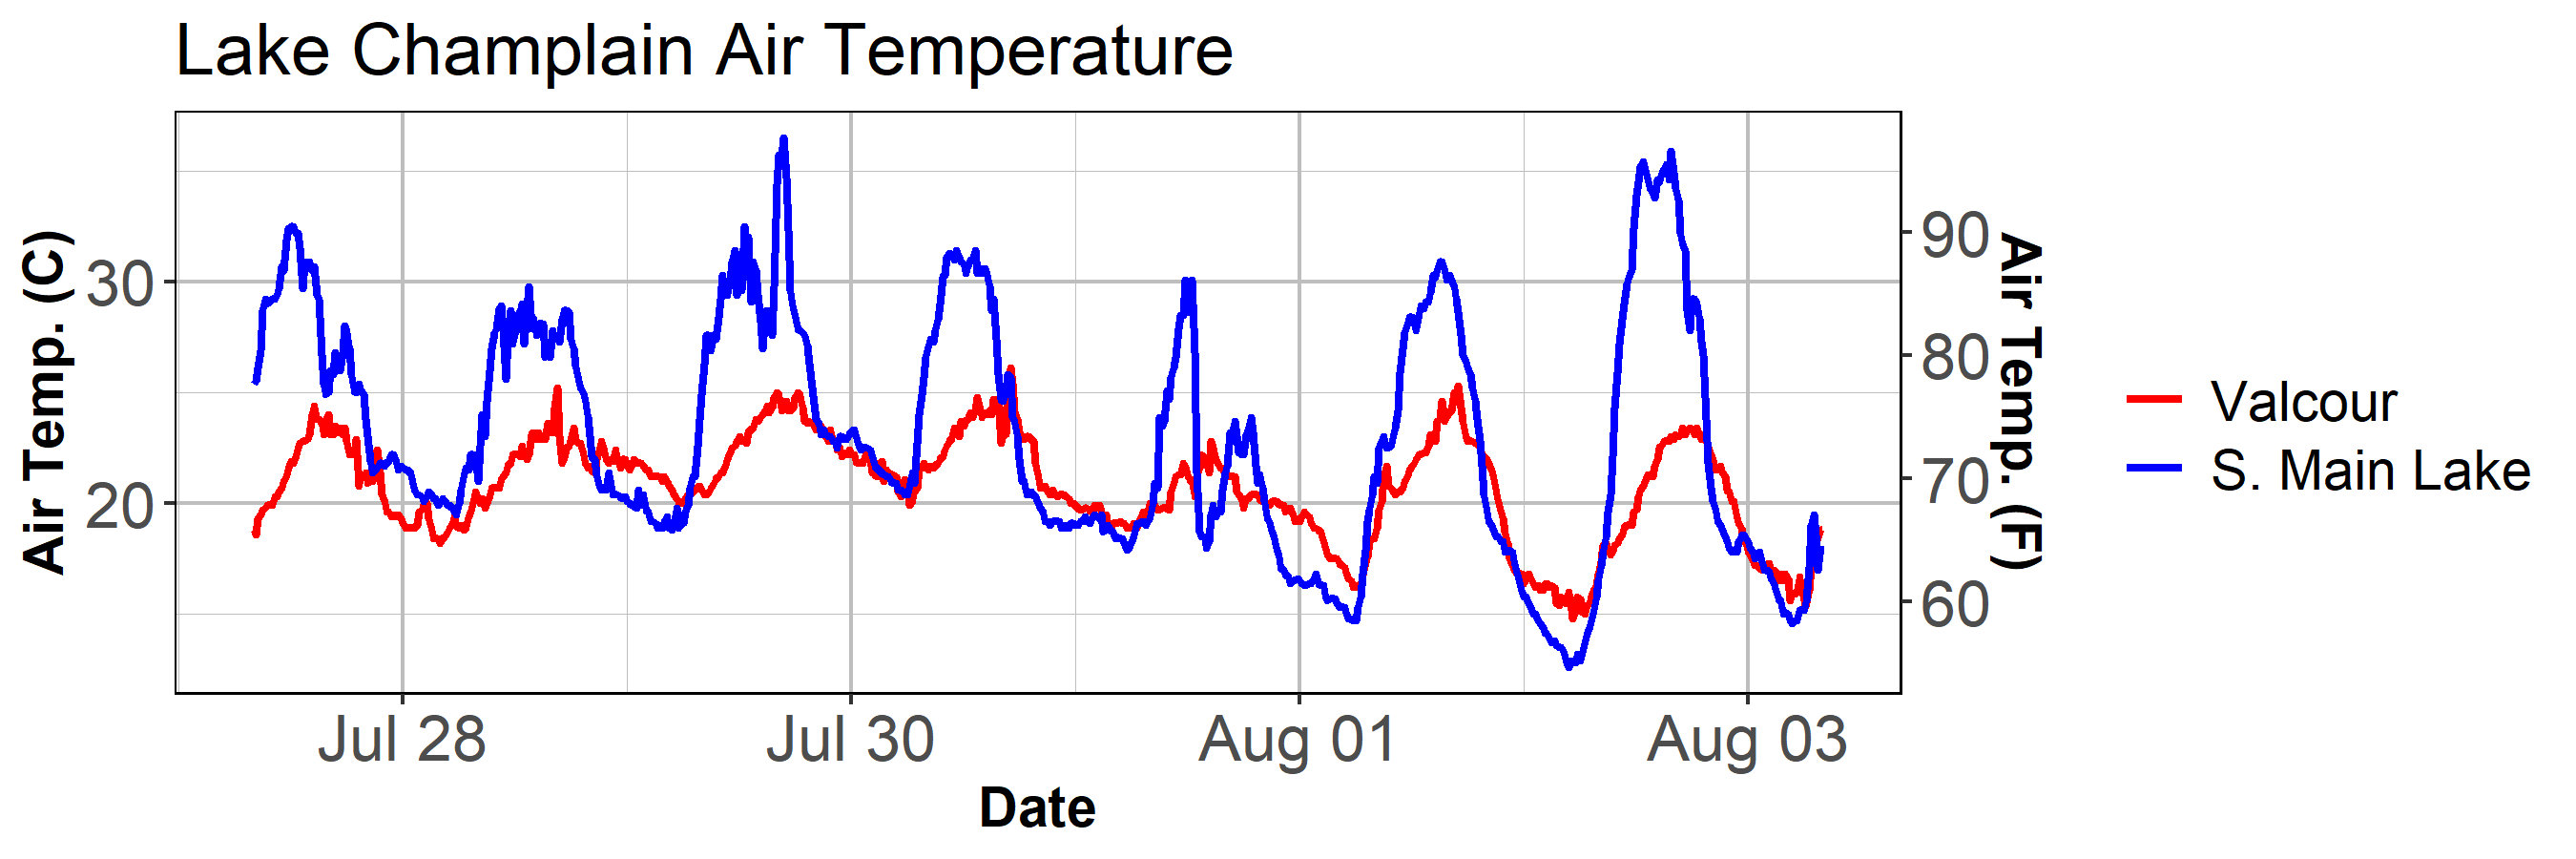 Lake Champlain Air Temperature
Air Temp. (C)
30
20
90
80
70
60
Air Temp. (F)
Jul 28
Jul 30
Aug 01
Aug 03
Date
Valcour
S. Main Lake